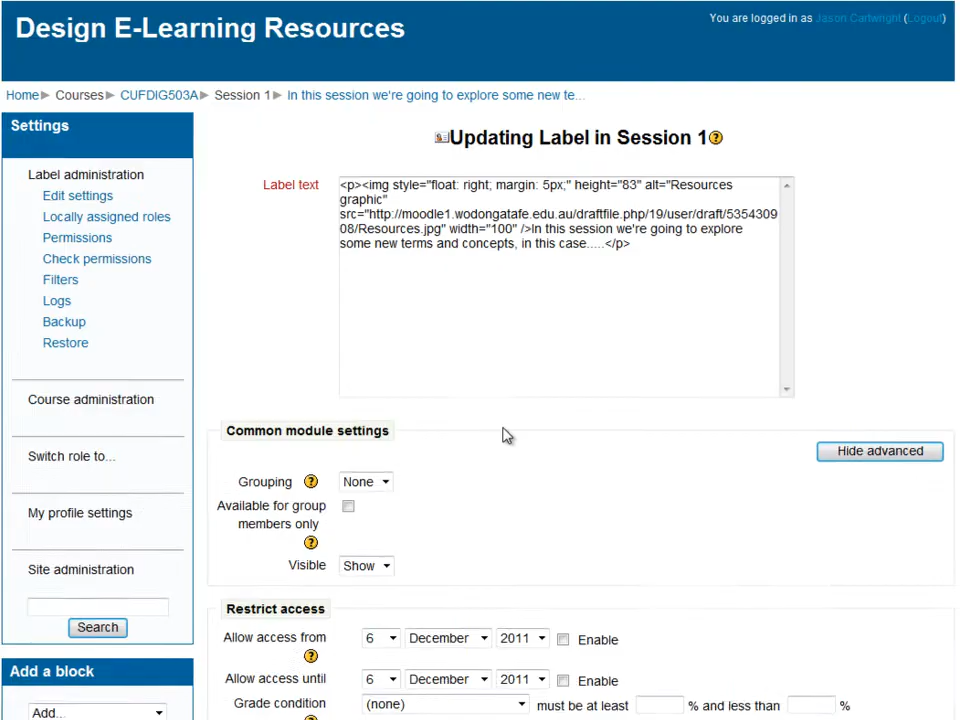 Design E-Learning Resources
You are logged in as Jason Cartwright (Logout)
Home ▶ Courses ▶ CUFDIG503A ▶ Session 1 ▶ In this session we're going to explore some new te...
Settings
Label administration
Edit settings
Locally assigned roles
Permissions
Check permissions
Filters
Logs
Backup
Restore
Course administration
Switch role to...
My profile settings
Site administration
Search
Add a block
Add...
Updating Label in Session 1
Label text
<p><img style="float: right; margin: 5px;" height="83" alt="Resources
graphic"
src="http://moodle1.wodongatafe.edu.au/draftfile.php/19/user/draft/5354309
08/Resources.jpg" width="100" />In this session we're going to explore
some new terms and concepts, in this case.....</p>
Common module settings
Hide advanced
Grouping ? None
Available for group
members only
?
Visible Show
Restrict access
Allow access from 6 December 2011 Enable
?
Allow access until 6 December 2011 Enable
Grade condition (none) must be at least % and less than %